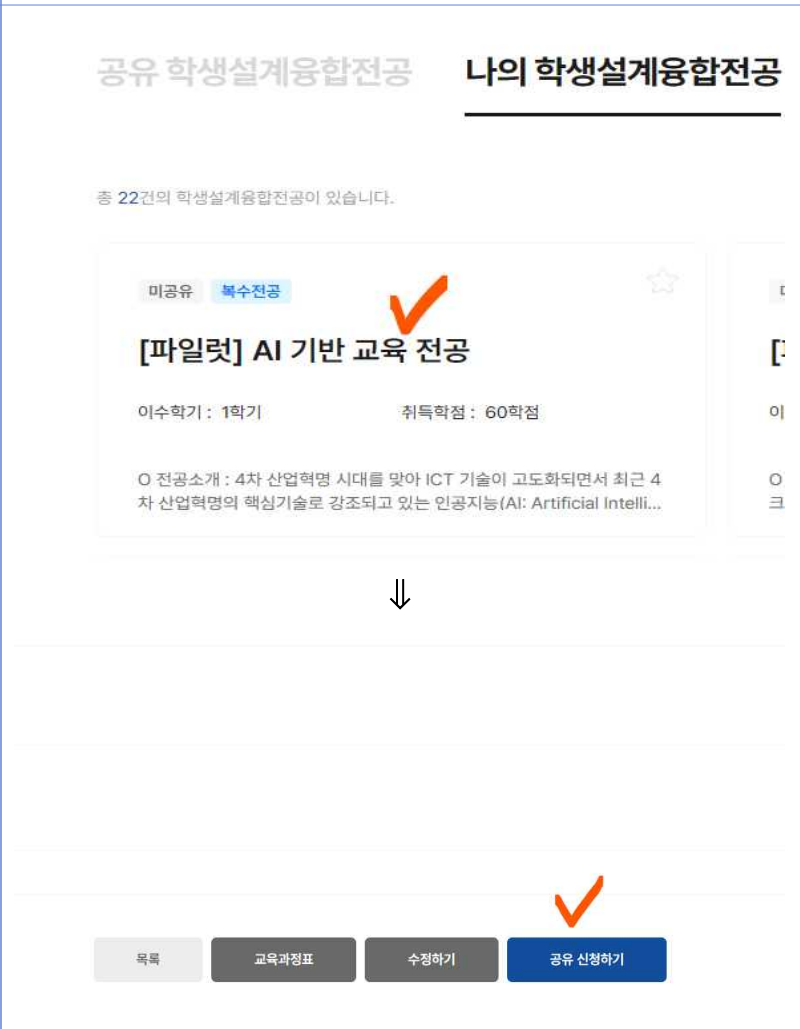 공유 학생설계융합전공 나의 학생설계융합전공
총 22건의 학생설계융합전공이 있습니다.
미공유 복수전공
[파일럿] AI 기반 교육 전공
이수학기 : 1학기 취득학점 : 60학점
O 전공소개 : 4차 산업혁명 시대를 맞아 ICT 기술이 고도화되면서 최근 4
차 산업혁명의 핵심기술로 강조되고 있는 인공지능(AI: Artificial Intelli...
⇓
목록 교육과정표 수정하기 공유 신청하기